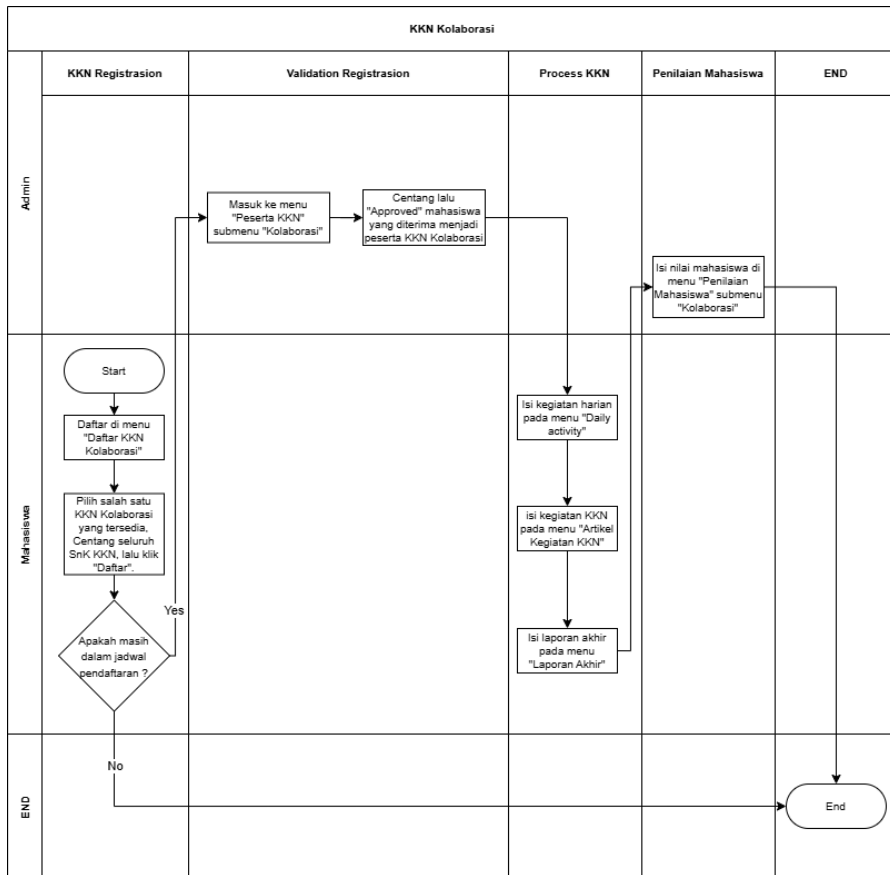 KKN Kolaborasi
KKN Registrasion
Validation Registrasion
Process KKN
Penilaian Mahasiswa
END
Admin
Masuk ke menu
"Peserta KKN"
submenu "Kolaborasi"
Centang lalu
"Approved" mahasiswa
yang diterima menjadi
peserta KKN Kolaborasi
Isi nilai mahasiswa di
menu "Penilaian
Mahasiswa" submenu
"Kolaborasi"
Mahasiswa
Start
Daftar di menu
"Daftar KKN
Kolaborasi"
Pilih salah satu
KKN Kolaborasi
yang tersedia,
Centang seluruh
SnK KKN, lalu klik
"Daftar".
Yes
Apakah masih
dalam jadwal
pendaftaran ?
Isi kegiatan harian
pada menu "Daily
activity"
isi kegiatan KKN
pada menu "Artikel
Kegiatan KKN"
Isi laporan akhir
pada menu
"Laporan Akhir"
END
No
End